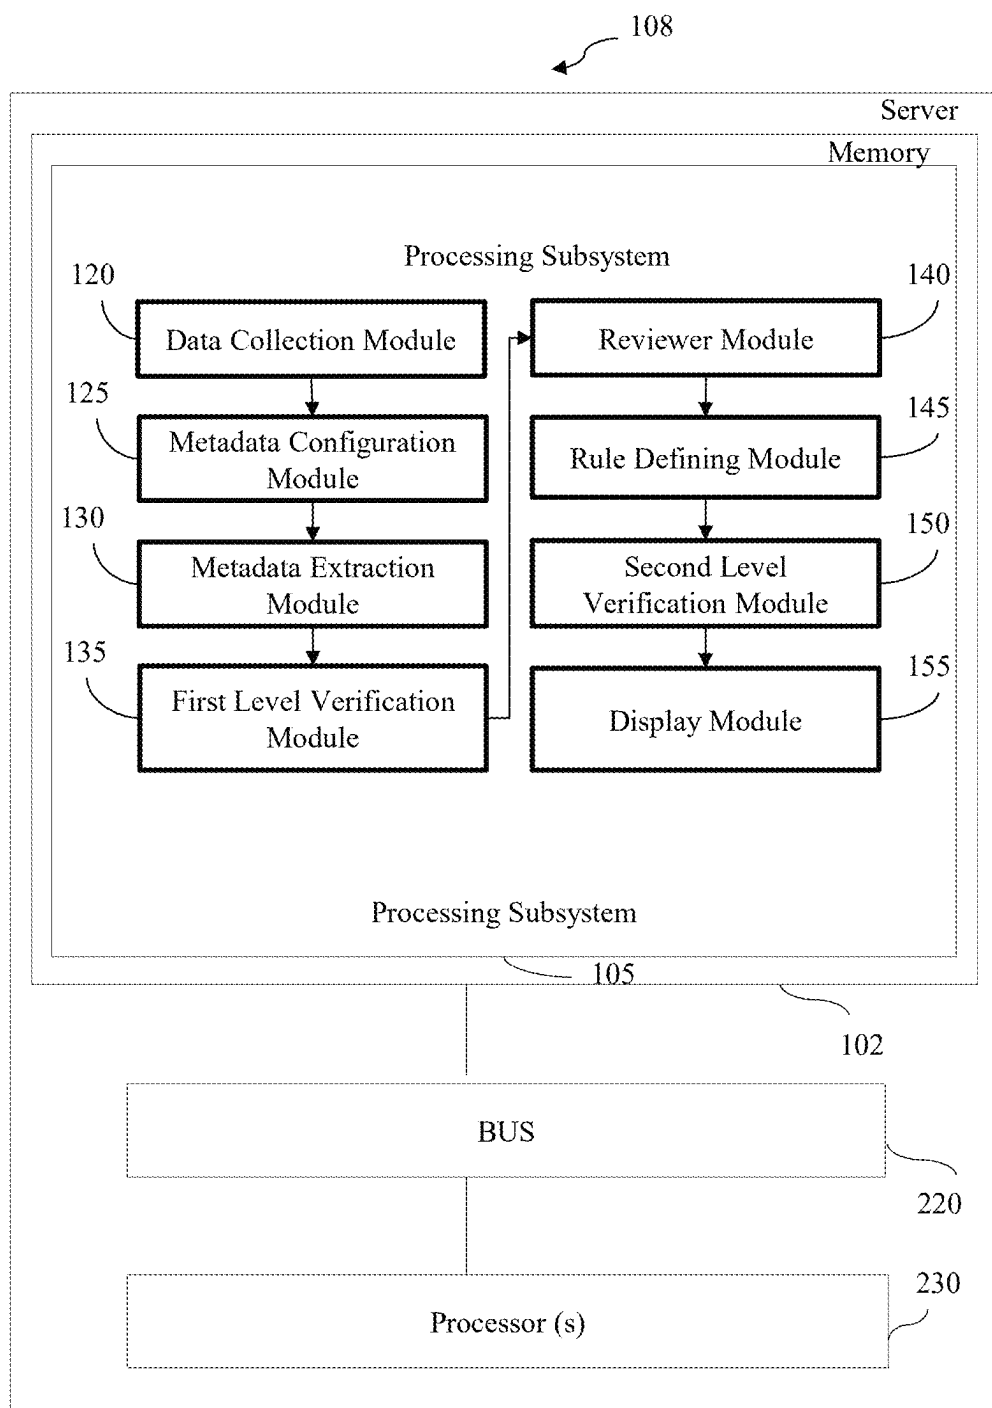 108
Server
Memory
Processing Subsystem
120
Data Collection Module
125
Metadata Configuration
Module
130
Metadata Extraction
Module
135
First Level Verification
Module
140
Reviewer Module
145
Rule Defining Module
150
Second Level
Verification Module
155
Display Module
Processing Subsystem
105
102
BUS
220
230
Processor (s)